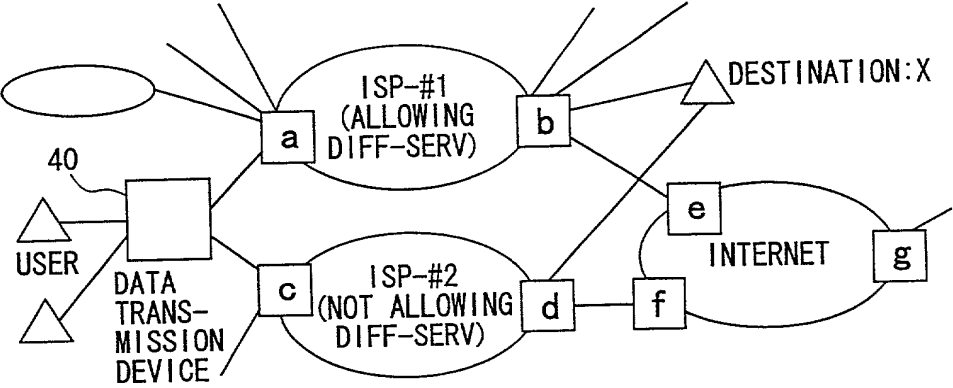 ISP-#1
(ALLOWING
DIFF-SERV)
a
b
DESTINATION:X
40
USER
DATA
TRANS-
MISSION
DEVICE
c
ISP-#2
(NOT ALLOWING
DIFF-SERV)
d
e
INTERNET
f
g